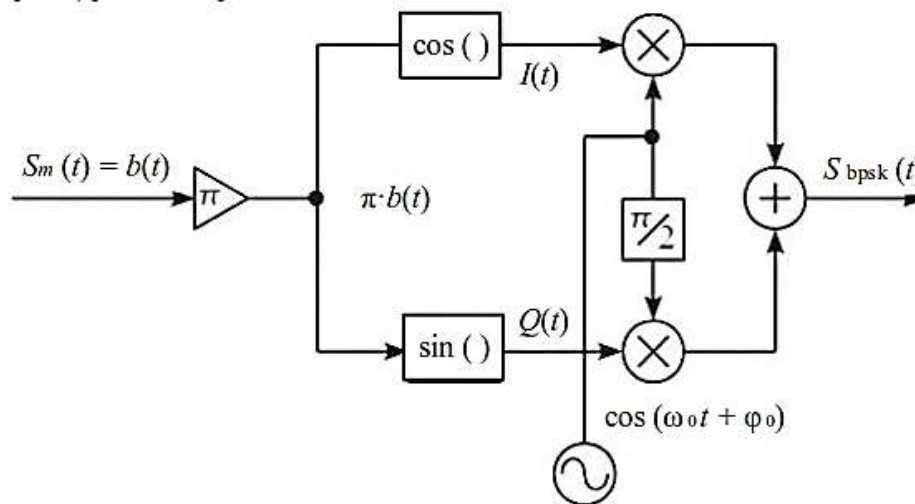 cos ( )
I(t)
Sm (t) = b(t)
π
π·b(t)
π/2
S bpsk (t)
Q(t)
sin ( )
cos (ω0t + φ0)